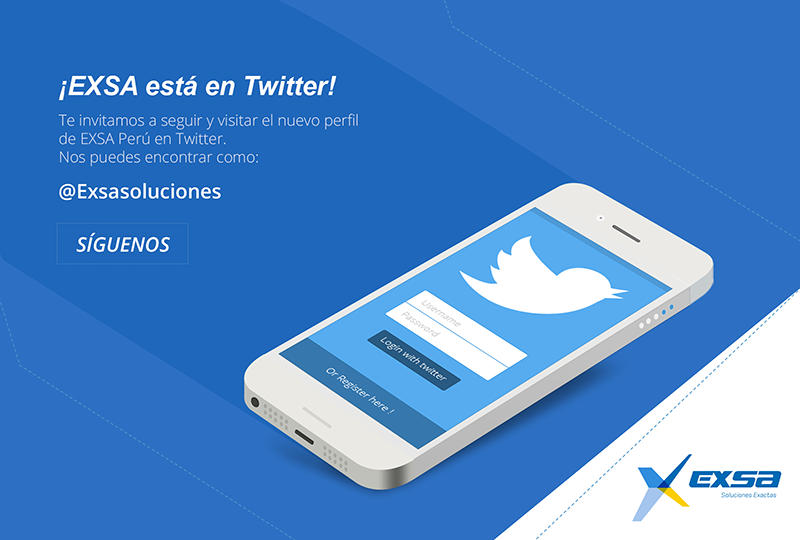 ¡EXSA está en Twitter!
Te invitamos a seguir y visitar el nuevo perfil
de EXSA Perú en Twitter.
Nos puedes encontrar como:
@Exsasoluciones
SÍGUENOS
Username
Password
Login with twitter
Or Register here !
exsa
Soluciones Exactas